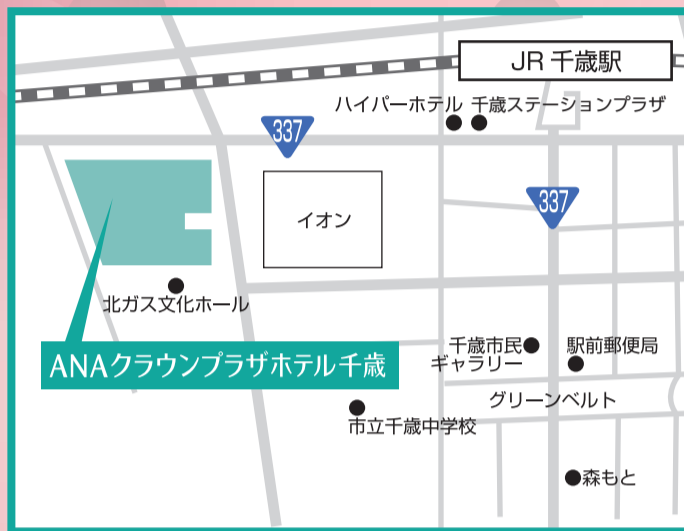 JR 千歳駅
ハイパーホテル 千歳ステーションプラザ
337
337
イオン
北ガス文化ホール
ANAクラウンプラザホテル千歳
千歳市民
ギャラリー
駅前郵便局
グリーンベルト
市立千歳中学校
森もと